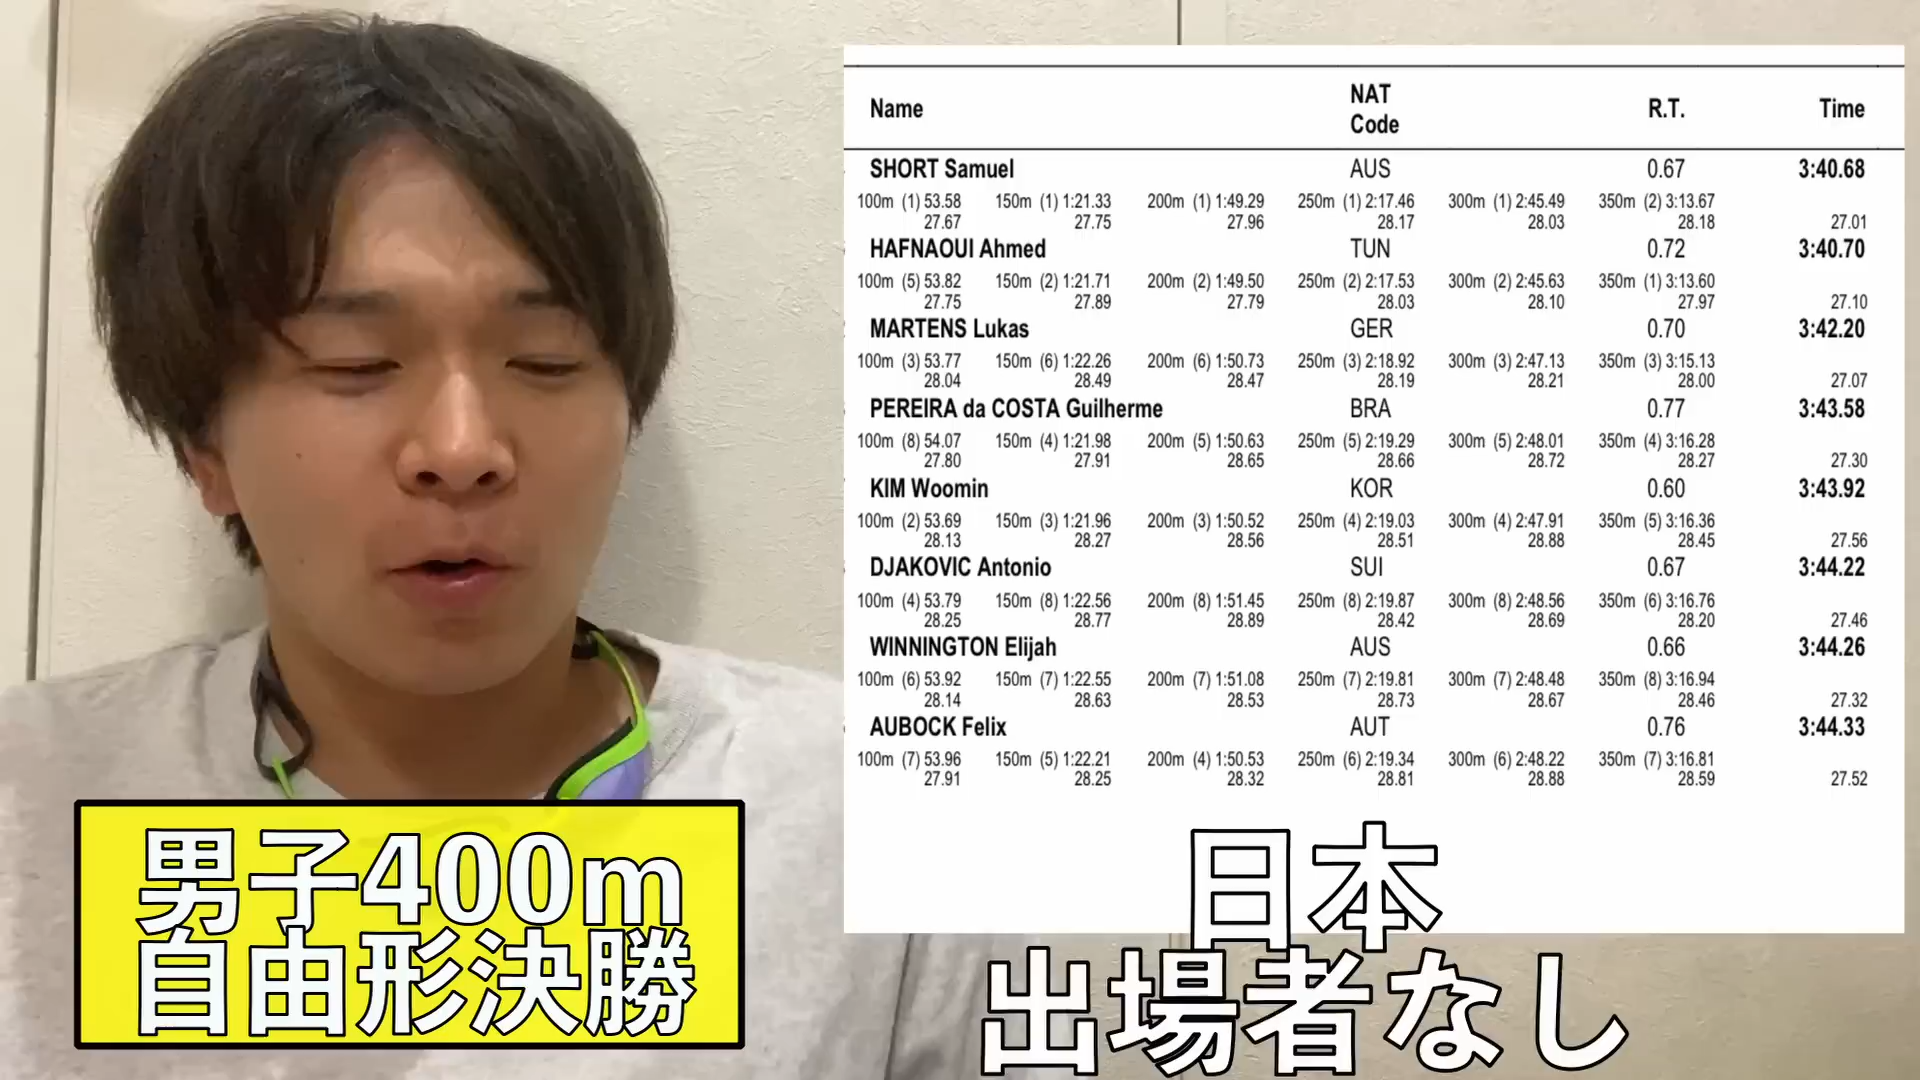 Name NAT Code R.T. Time
SHORT Samuel AUS 0.67 3:40.68
100m (1) 53.58 150m (1) 1:21.33 200m (1) 1:49.29 250m (1) 2:17.46 300m (1) 2:45.49 350m (2) 3:13.67
27.67 27.75 27.96 28.17 28.03 28.18 27.01
HAFNAOUI Ahmed TUN 0.72 3:40.70
100m (5) 53.82 150m (2) 1:21.71 200m (2) 1:49.50 250m (2) 2:17.53 300m (2) 2:45.63 350m (1) 3:13.60
27.75 27.89 27.79 28.03 28.10 27.97 27.10
MARTENS Lukas GER 0.70 3:42.20
100m (3) 53.77 150m (6) 1:22.26 200m (6) 1:50.73 250m (3) 2:18.92 300m (3) 2:47.13 350m (3) 3:15.13
28.04 28.49 28.47 28.19 28.21 28.00 27.07
PEREIRA da COSTA Guilherme BRA 0.77 3:43.58
100m (8) 54.07 150m (4) 1:21.98 200m (5) 1:50.63 250m (5) 2:19.29 300m (5) 2:48.01 350m (4) 3:16.28
27.80 27.91 28.65 28.66 28.72 28.27 27.30
KIM Woomin KOR 0.60 3:43.92
100m (2) 53.69 150m (3) 1:21.96 200m (3) 1:50.52 250m (4) 2:19.03 300m (4) 2:47.91 350m (5) 3:16.36
28.13 28.27 28.56 28.51 28.88 28.45 27.56
DJAKOVIC Antonio SUI 0.67 3:44.22
100m (4) 53.79 150m (8) 1:22.56 200m (8) 1:51.45 250m (8) 2:19.87 300m (8) 2:48.56 350m (6) 3:16.76
28.25 28.77 28.89 28.42 28.69 28.20 27.46
WINNINGTON Elijah AUS 0.66 3:44.26
100m (6) 53.92 150m (7) 1:22.55 200m (7) 1:51.08 250m (7) 2:19.81 300m (7) 2:48.48 350m (8) 3:16.94
28.14 28.63 28.53 28.73 28.67 28.46 27.32
AUBOCK Felix AUT 0.76 3:44.33
100m (7) 53.96 150m (5) 1:22.21 200m (4) 1:50.53 250m (6) 2:19.34 300m (6) 2:48.22 350m (7) 3:16.81
27.91 28.25 28.32 28.81 28.88 28.59 27.52
男子400m
自由形決勝
日本
出場者なし